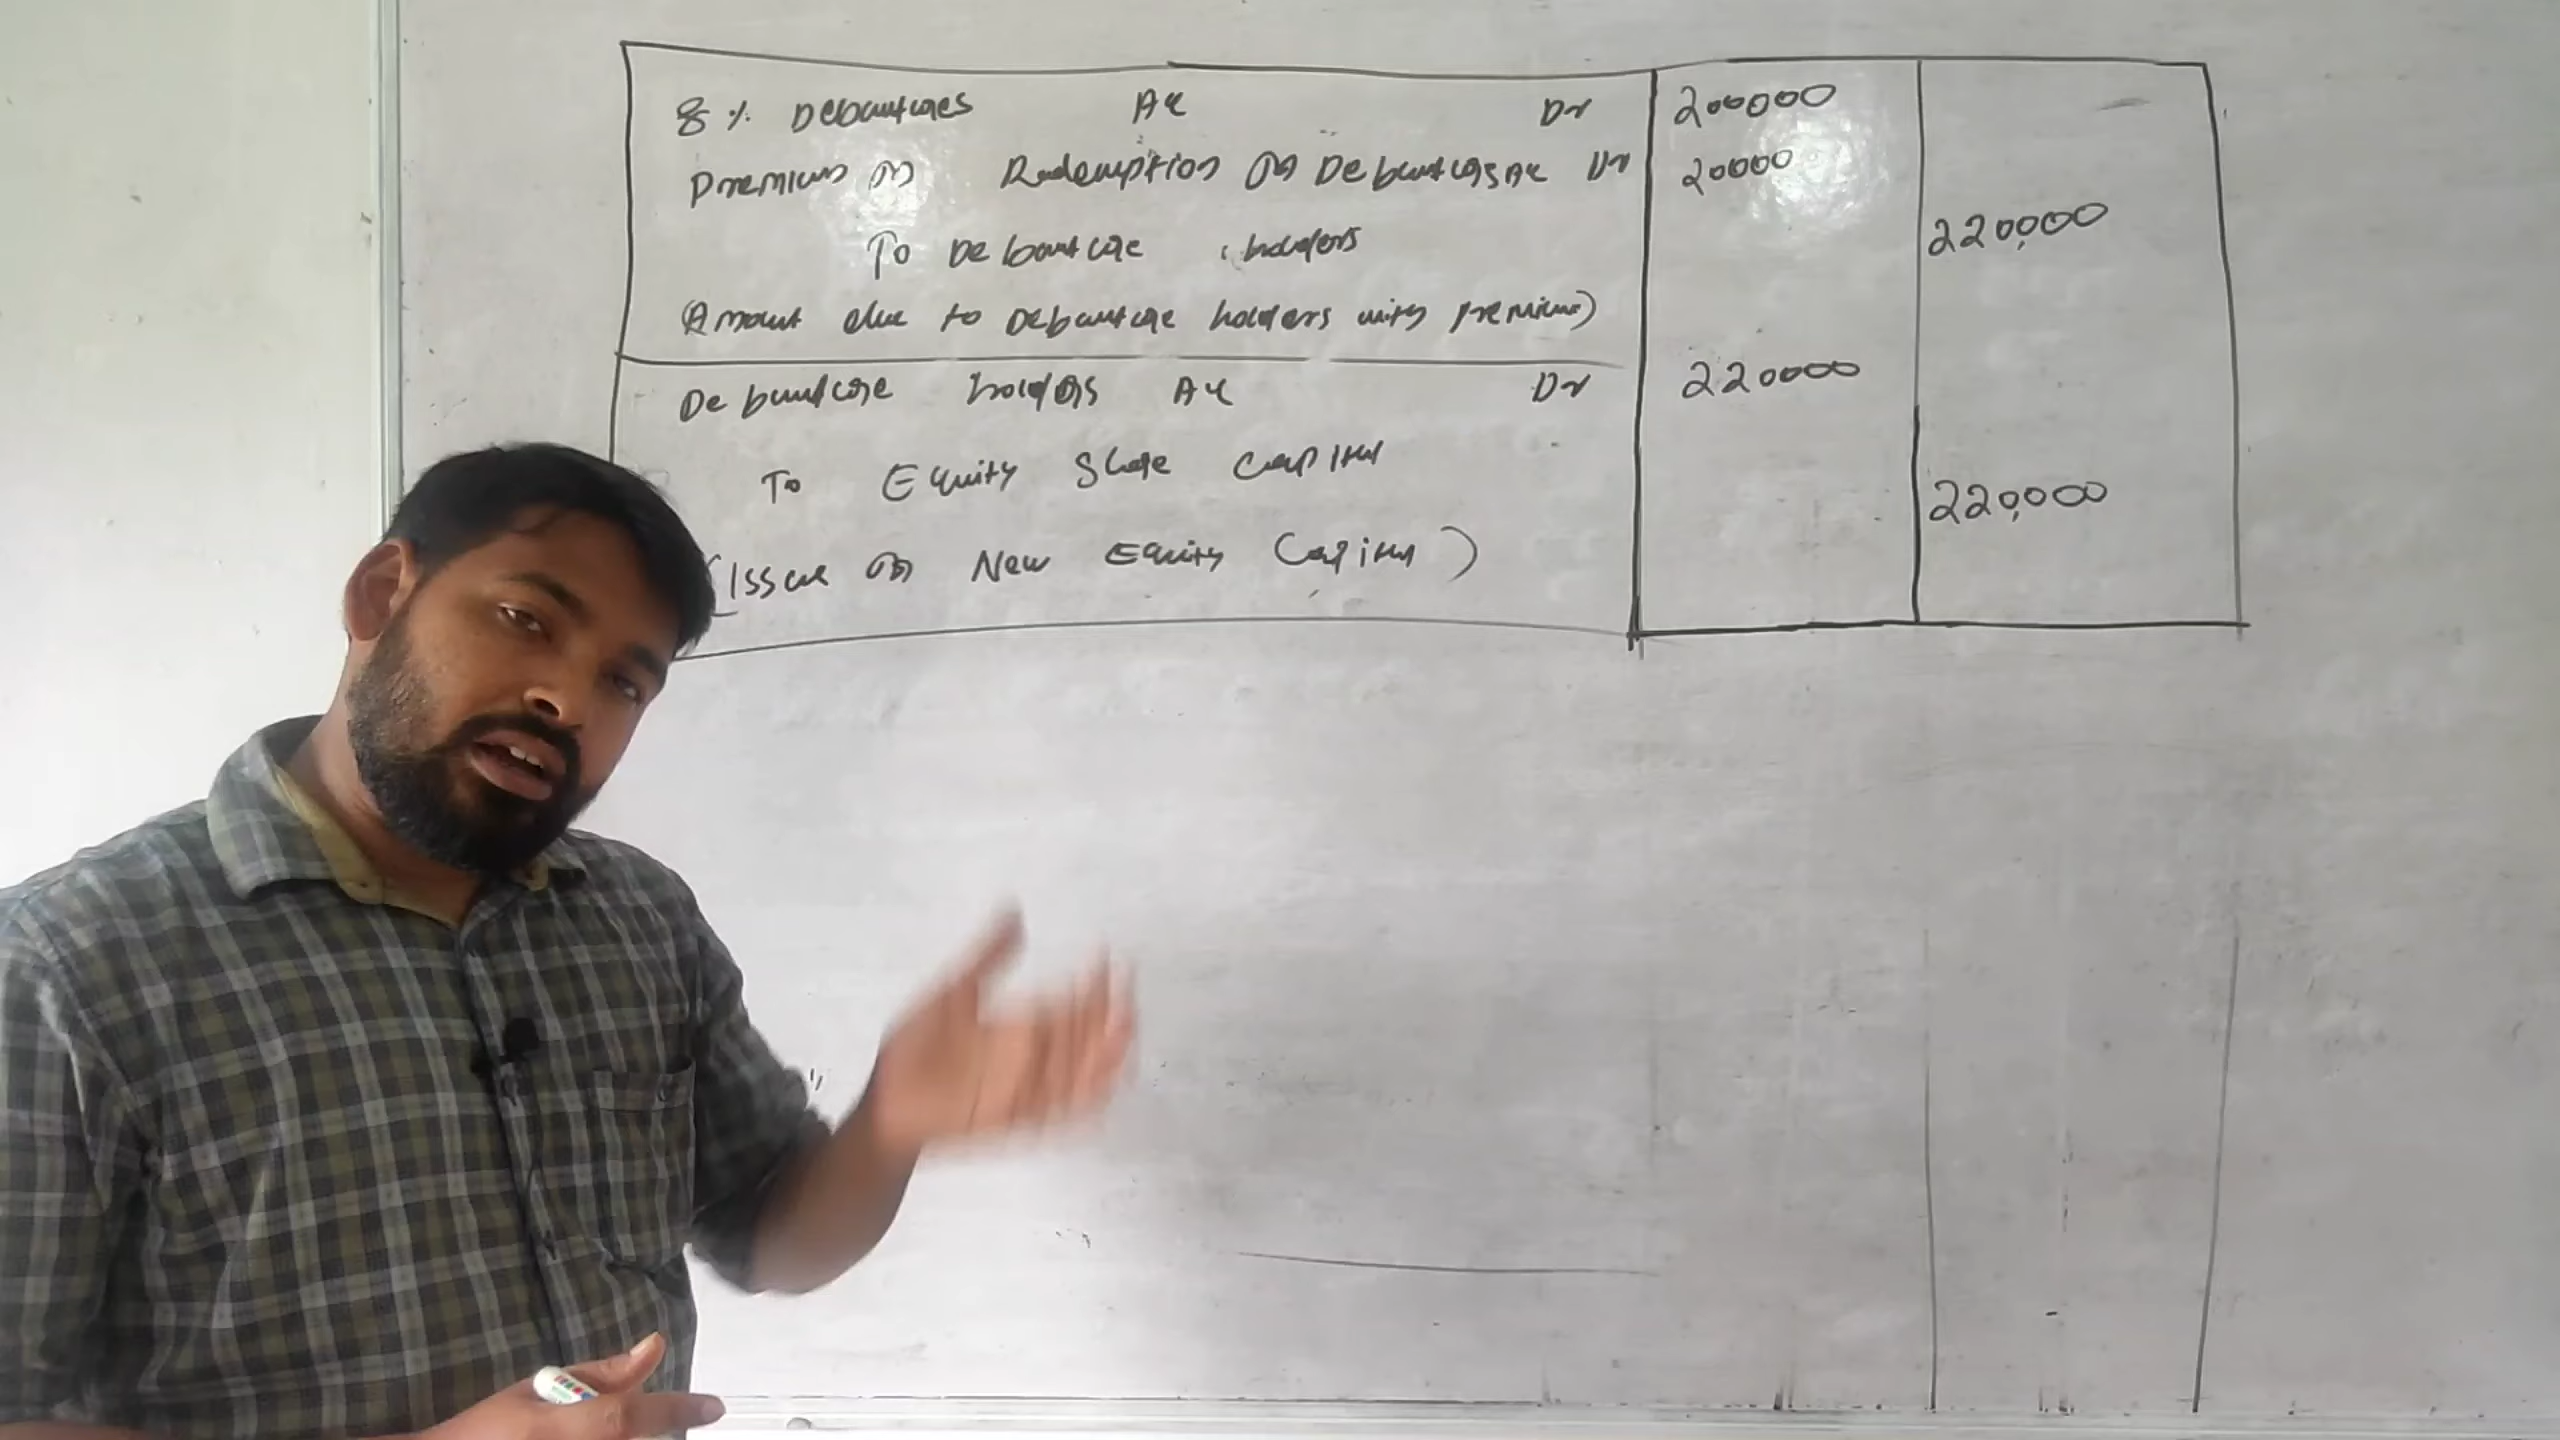 8 % Debentures A/c Dr 200000
Premium on Redemption of Debentures A/c Dr 20000
To Debenture holders 220,000
(Amount due to Debenture holders with premium)
Debenture holders A/c Dr 220000
To Equity Share Capital 220,000
(Issue of New Equity Capital)